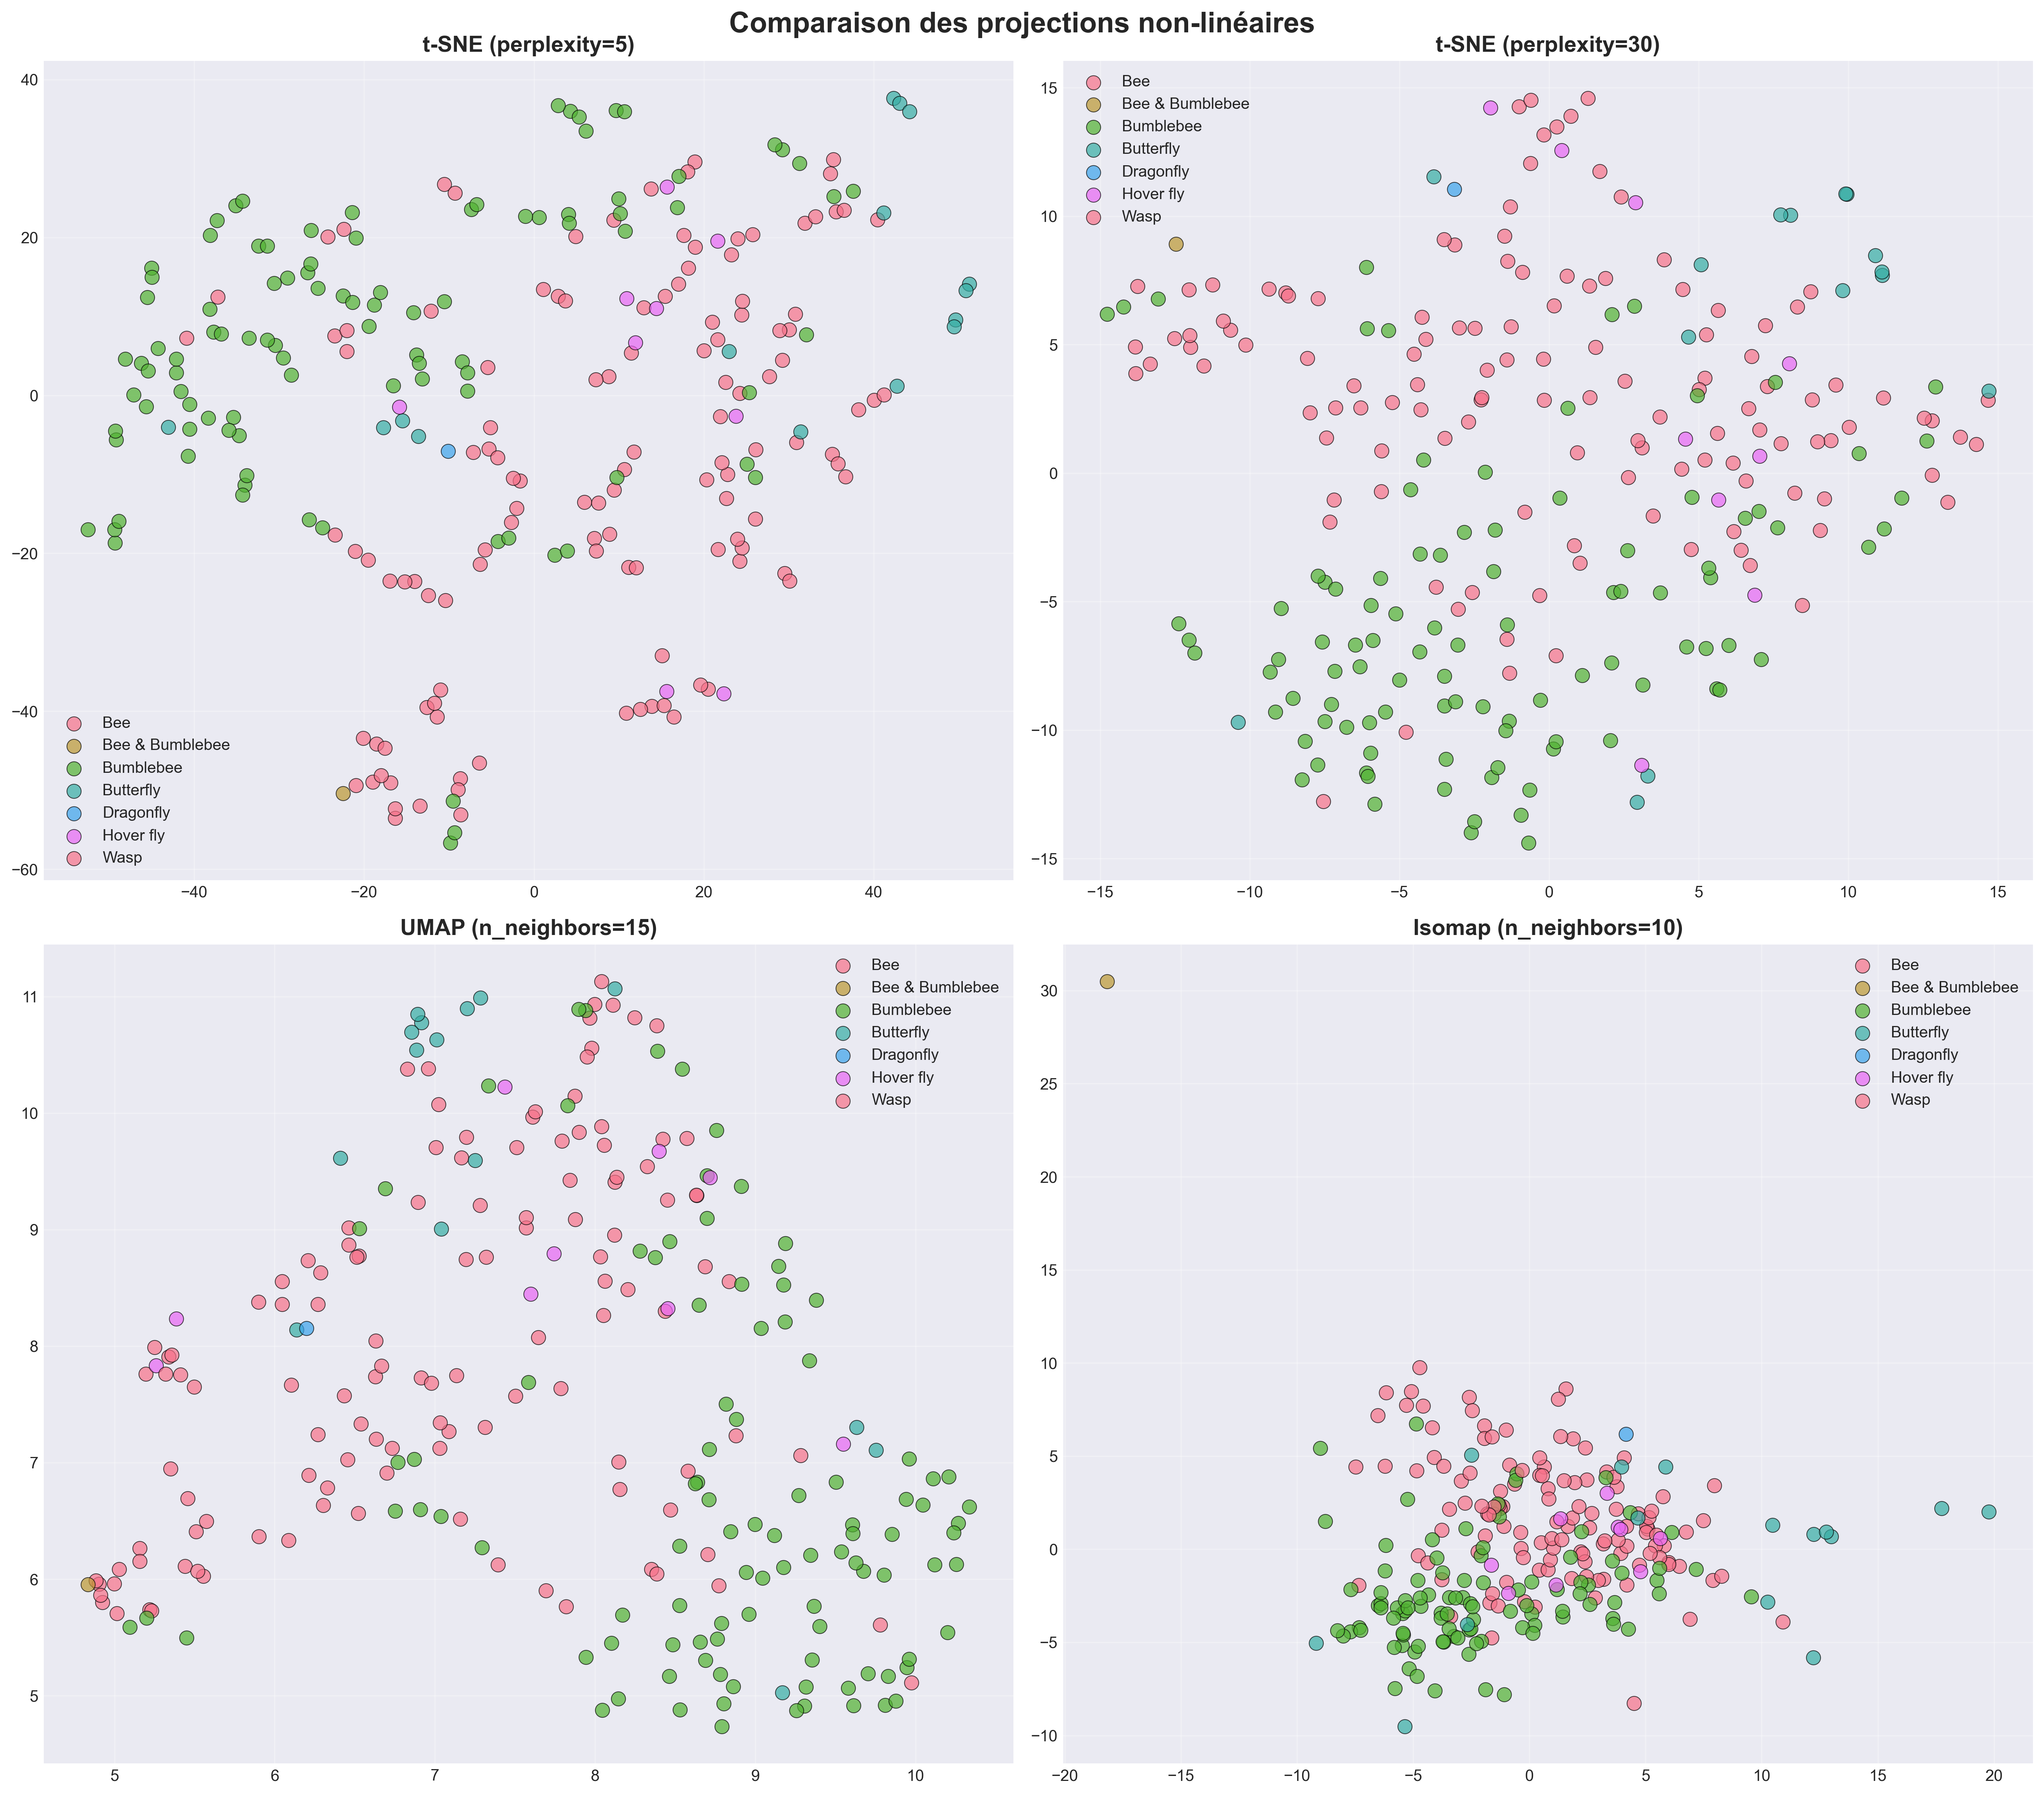 Comparaison des projections non-linéaires
t-SNE (perplexity=5)
40
20
0
−20
−40
−60
−40
−20
0
20
40
Bee
Bee & Bumblebee
Bumblebee
Butterfly
Dragonfly
Hover fly
Wasp
t-SNE (perplexity=30)
15
10
5
0
−5
−10
−15
−15
−10
−5
0
5
10
15
Bee
Bee & Bumblebee
Bumblebee
Butterfly
Dragonfly
Hover fly
Wasp
UMAP (n_neighbors=15)
11
10
9
8
7
6
5
5
6
7
8
9
10
Bee
Bee & Bumblebee
Bumblebee
Butterfly
Dragonfly
Hover fly
Wasp
Isomap (n_neighbors=10)
30
25
20
15
10
5
0
−5
−10
−20
−15
−10
−5
0
5
10
15
20
Bee
Bee & Bumblebee
Bumblebee
Butterfly
Dragonfly
Hover fly
Wasp